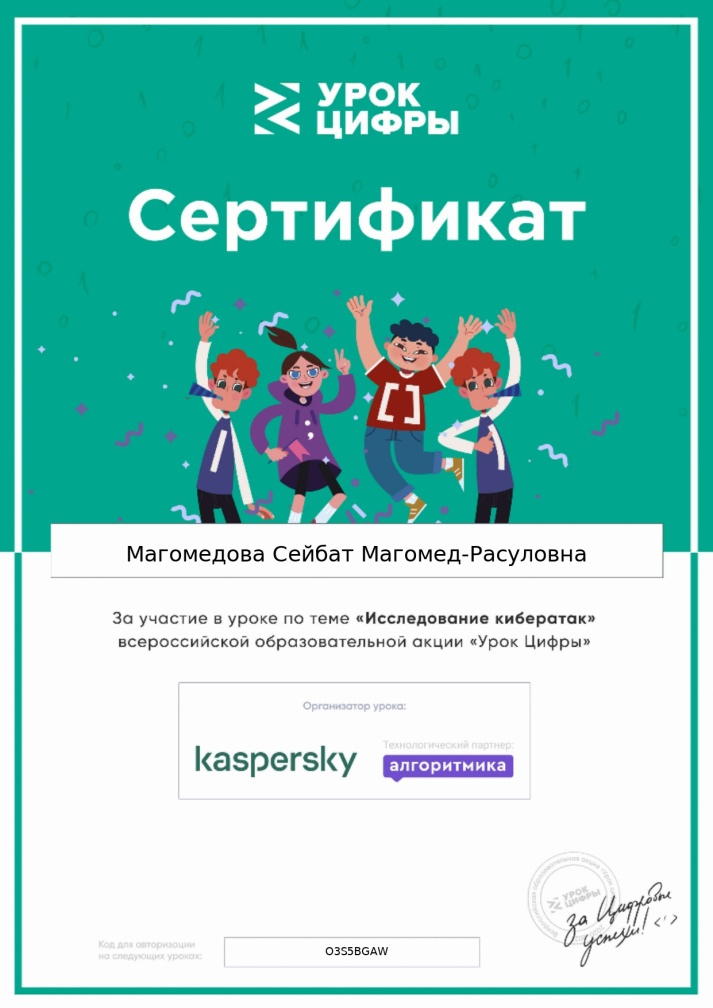 УРОК
ЦИФРЫ
Сертификат
Магомедова Сейбат Магомед-Расуловна
За участие в уроке по теме «Исследование кибератак»
всероссийской образовательной акции «Урок Цифры»
Организатор урока:
kaspersky
Технологический партнер:
алгоритмика
УРОК
ЦИФРЫ
за Цифровые
успехи! <'>
Код для авторизации
на следующих уроках:
O3S5BGAW